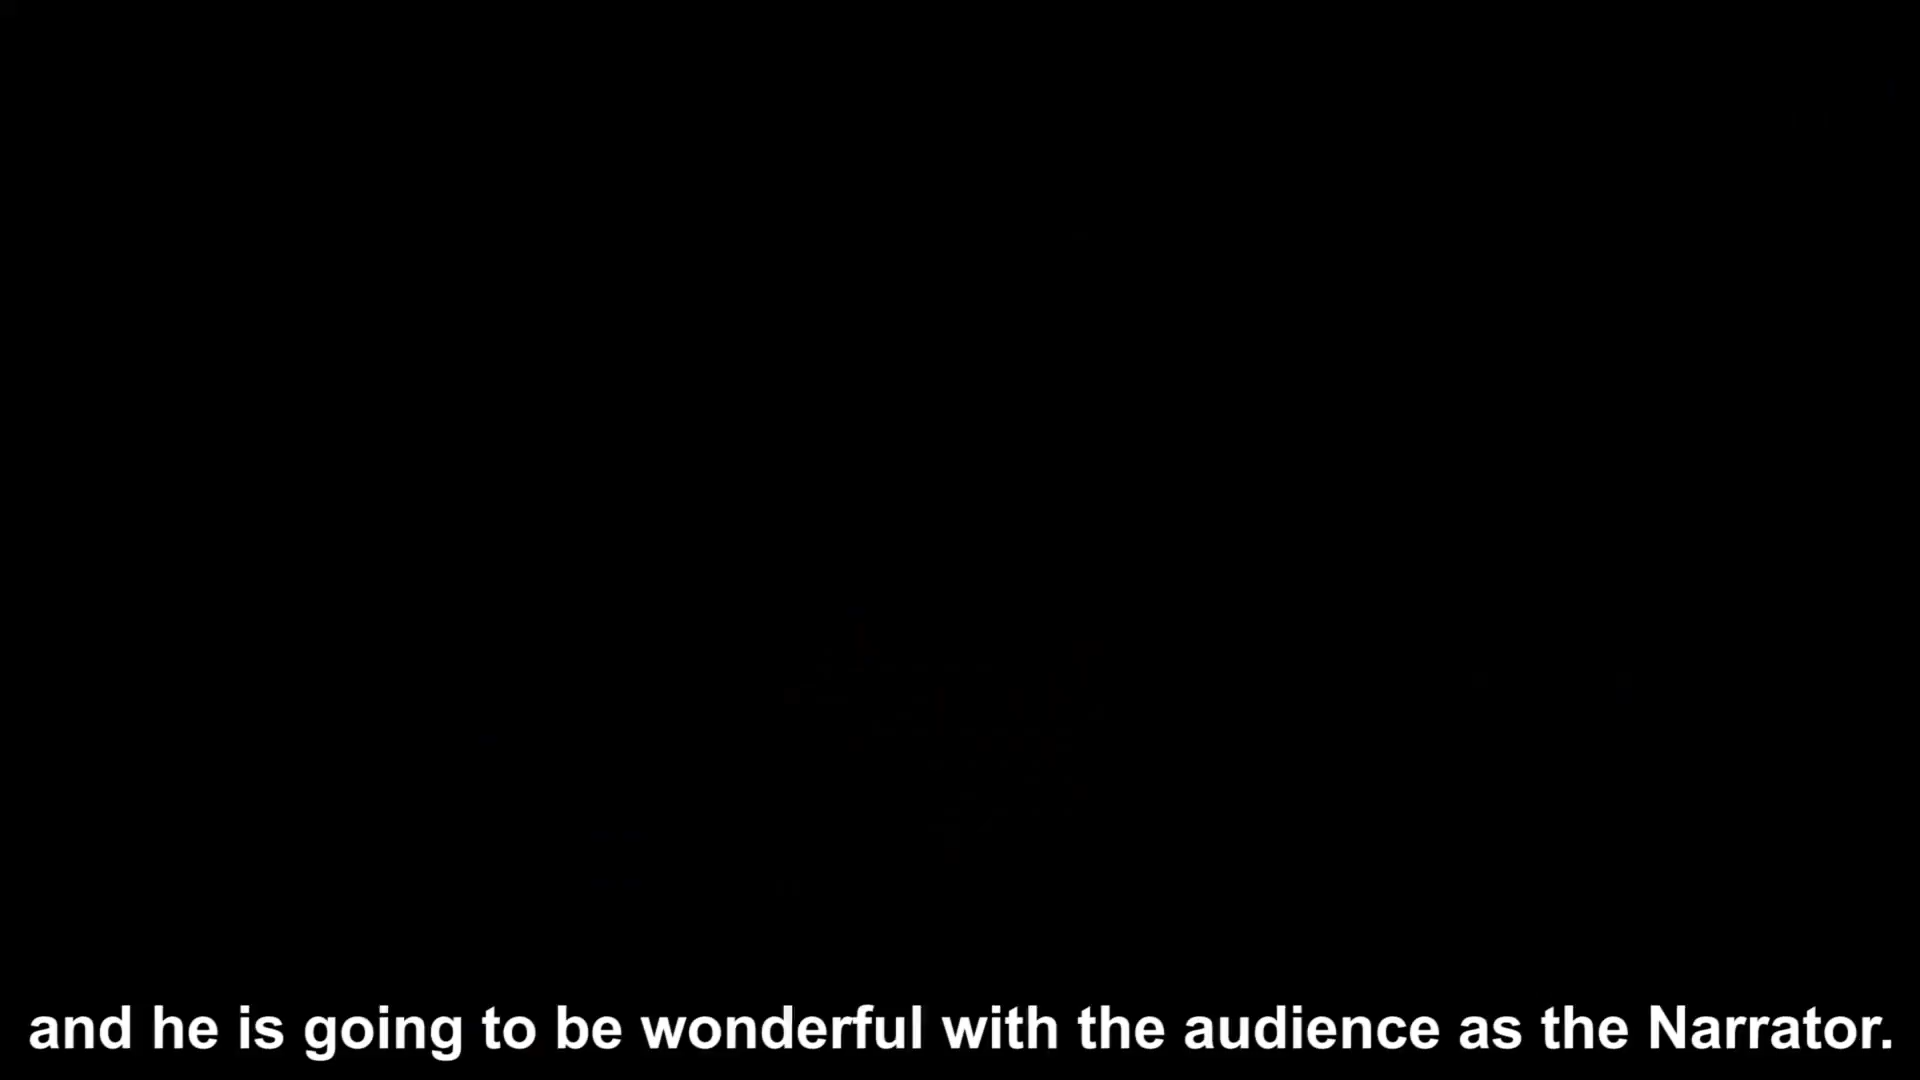 and he is going to be wonderful with the audience as the Narrator.